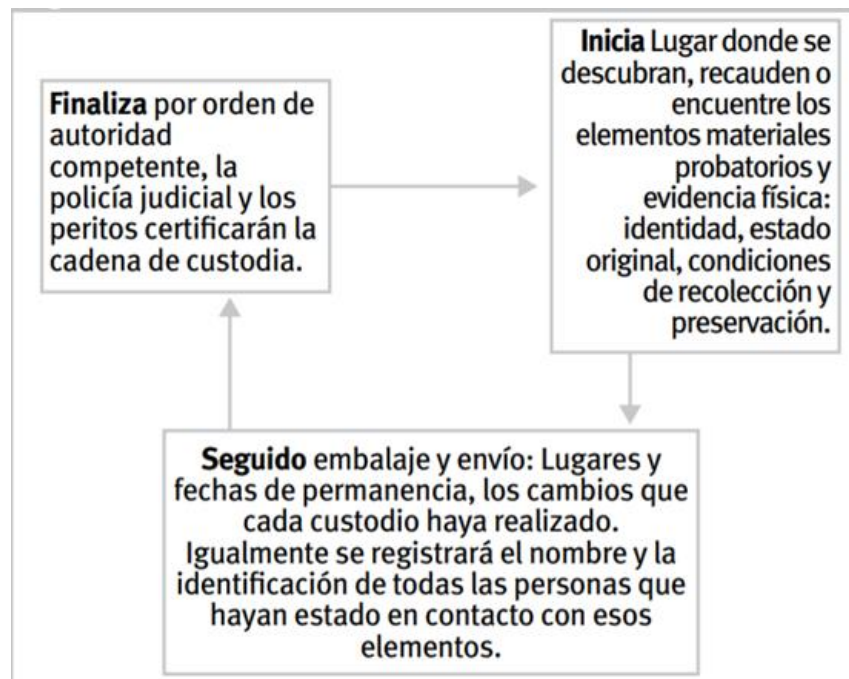 Inicia Lugar donde se
descubran, recauden o
encuentre los
elementos materiales
probatorios y
evidencia física:
identidad, estado
original, condiciones
de recolección y
preservación.
Seguido embalaje y envío: Lugares y
fechas de permanencia, los cambios que
cada custodio haya realizado.
Igualmente se registrará el nombre y la
identificación de todas las personas que
hayan estado en contacto con esos
elementos.
Finaliza por orden de
autoridad
competente, la
policía judicial y los
peritos certificarán la
cadena de custodia.